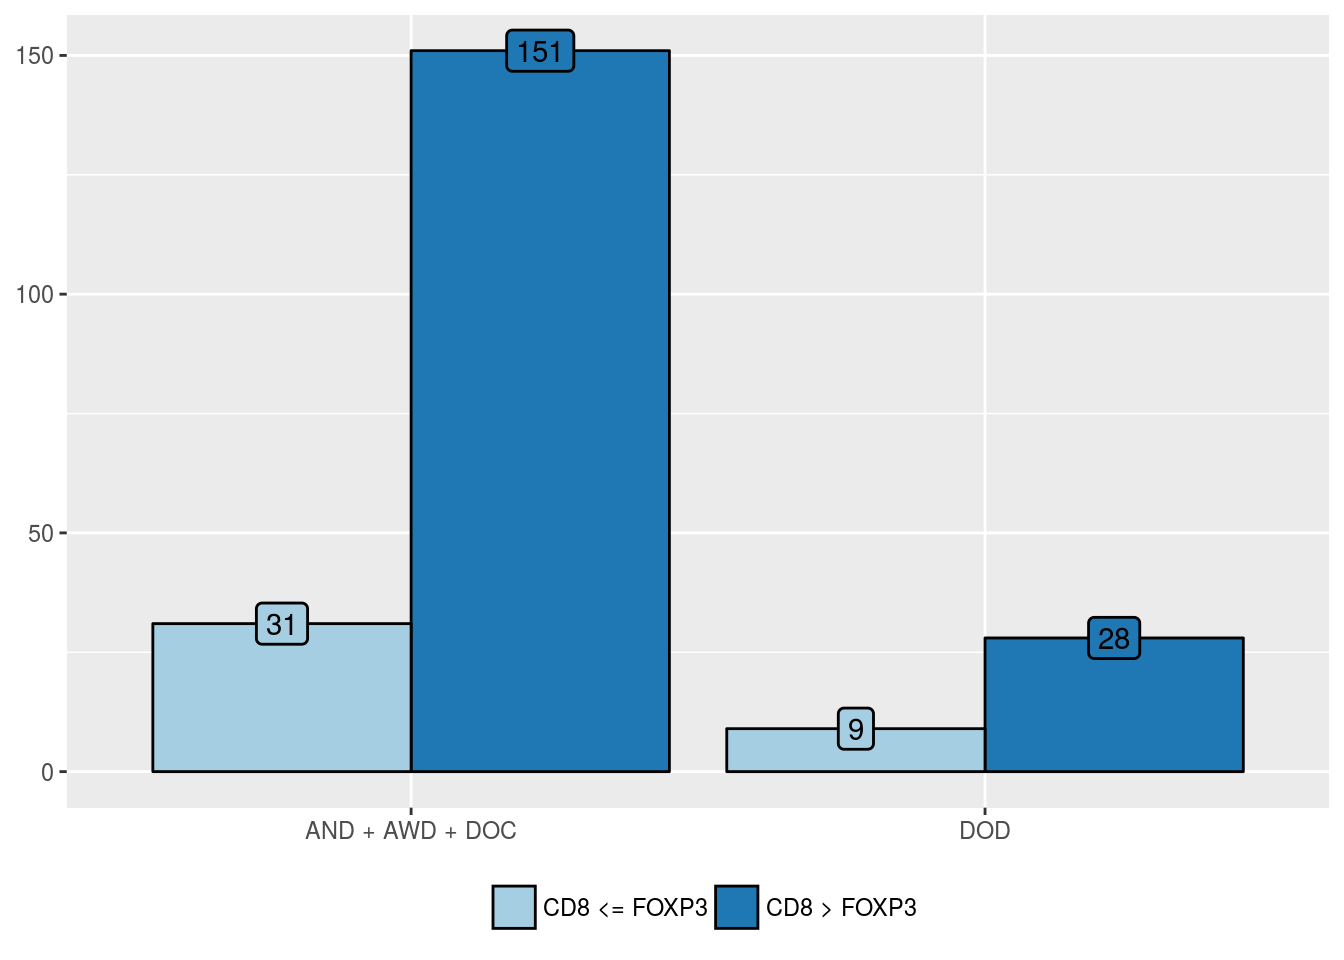 150
100
50
0
151
31
9
28
AND + AWD + DOC
DOD
CD8 <= FOXP3
CD8 > FOXP3